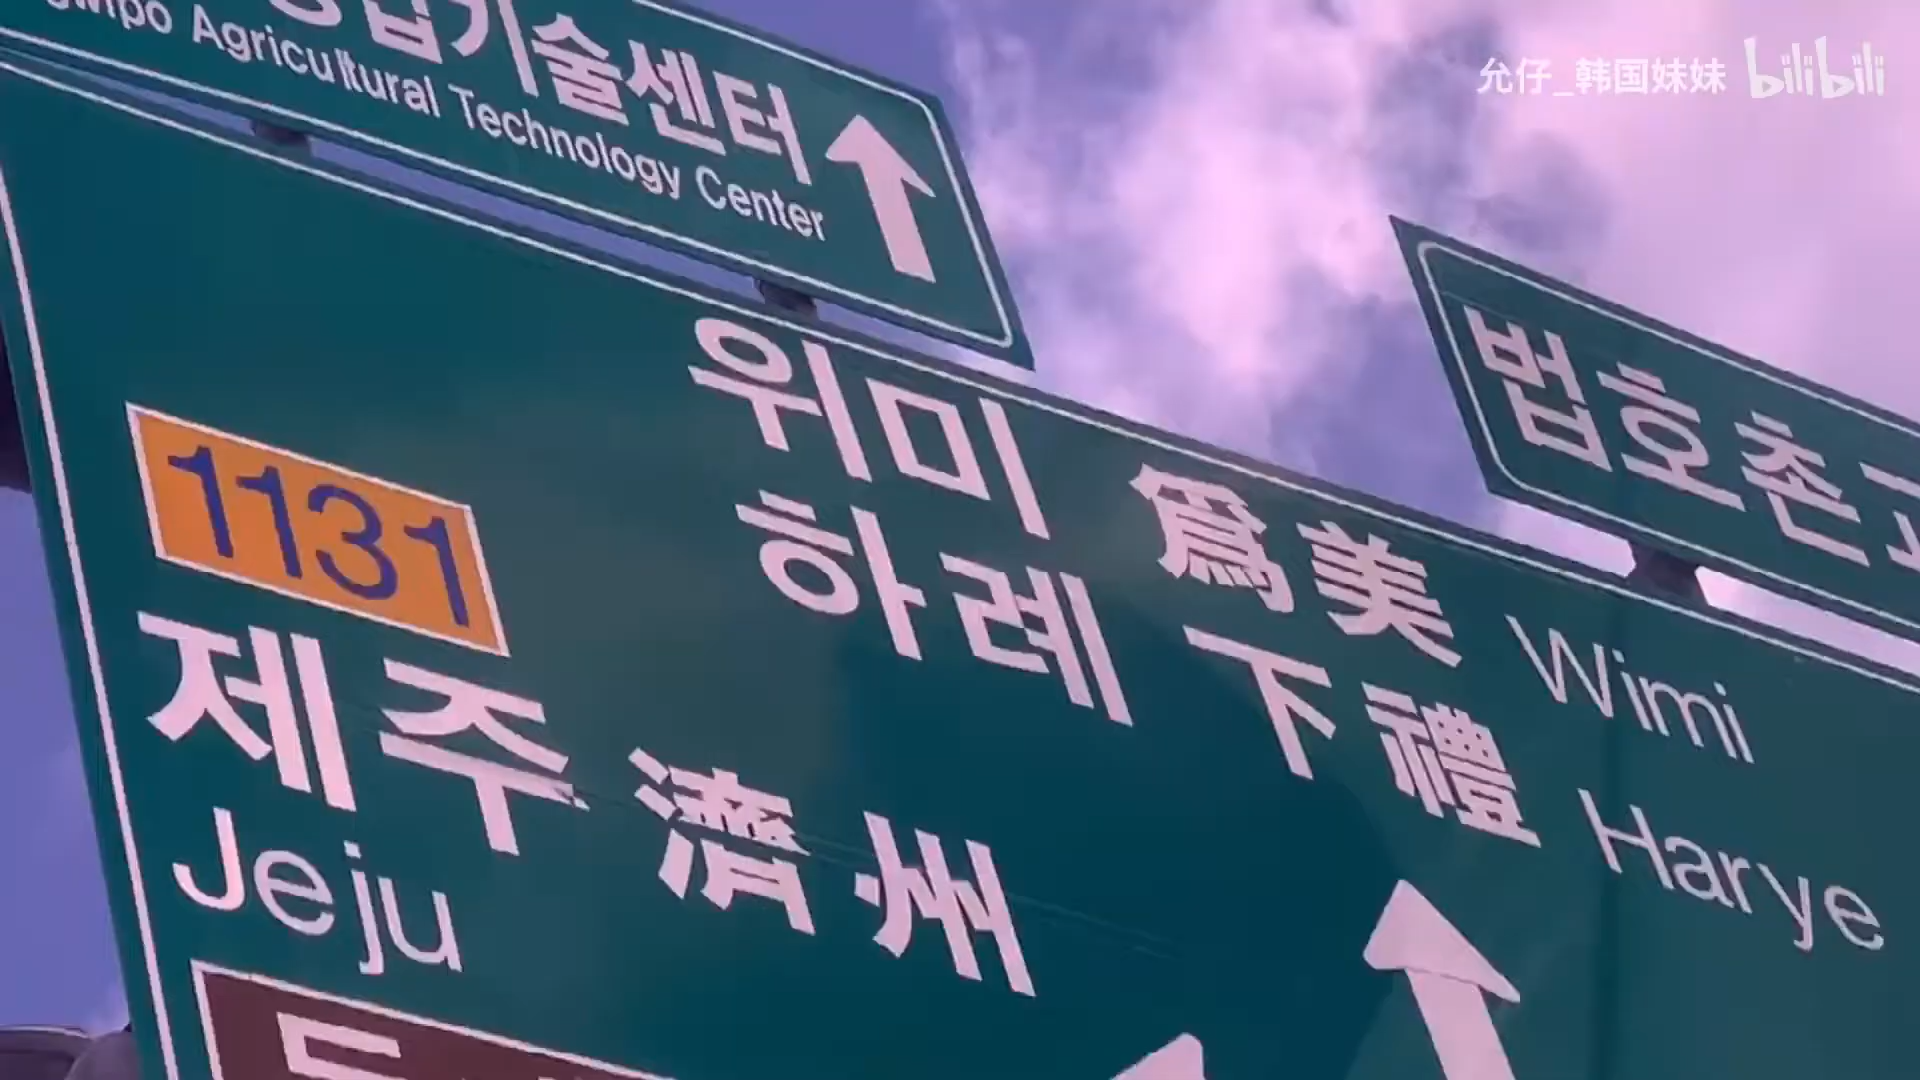 允仔_韩国妹妹 bilibili
기술센터
Agricultural Technology Center
법호촌
위미 爲美 Wimi
하례 下禮 Harye
1131
제주 濟州
Jeju